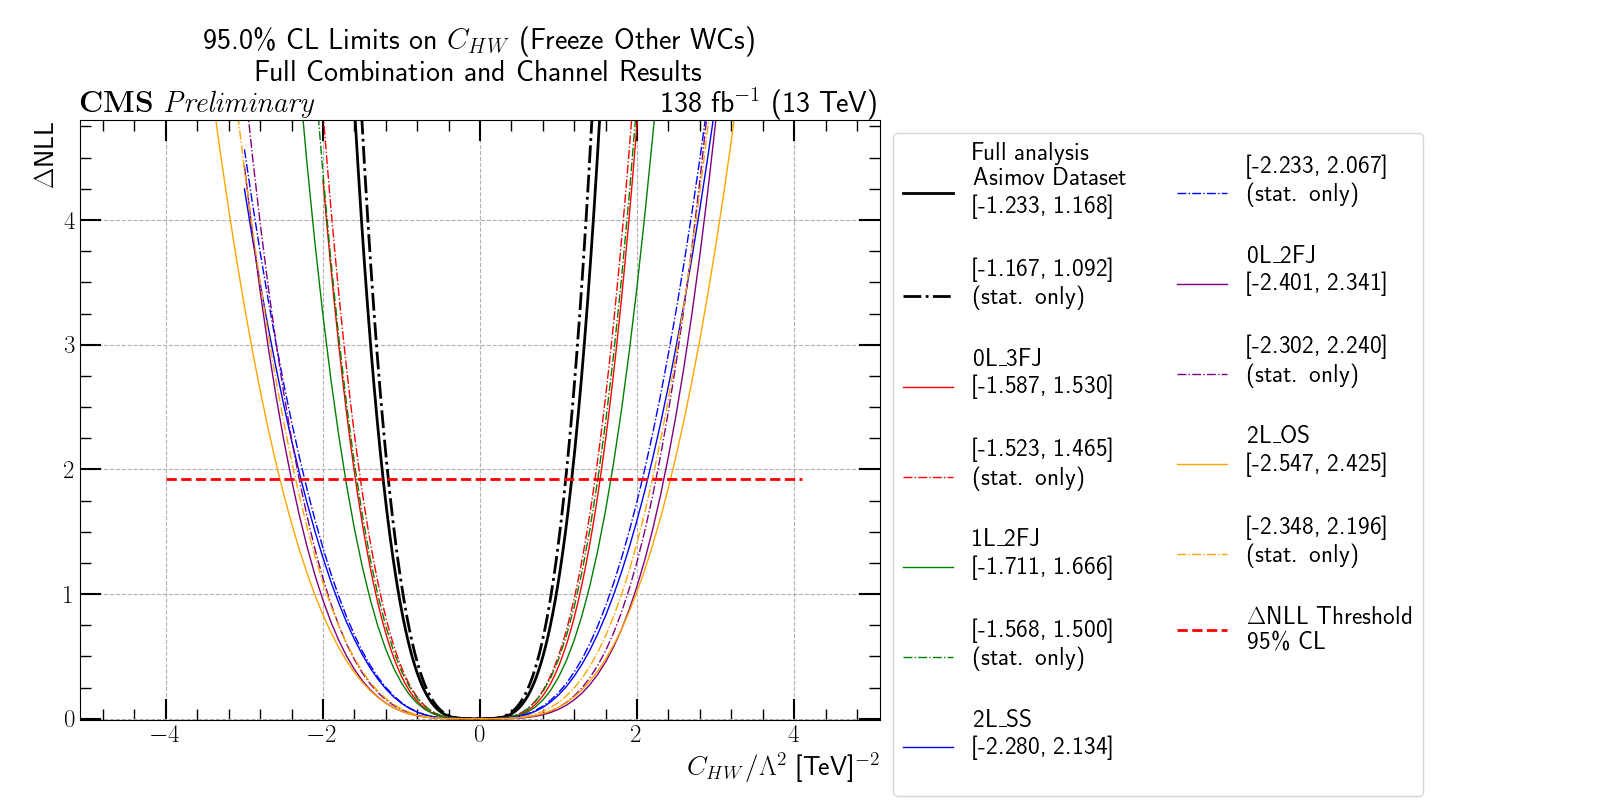 95.0% CL Limits on C_HW (Freeze Other WCs)
Full Combination and Channel Results
CMS Preliminary
138 fb⁻¹ (13 TeV)
ΔNLL
4
3
2
1
0
−4
−2
0
2
4
C_HW/Λ² [TeV]⁻²
Full analysis
Asimov Dataset
[-1.233, 1.168]
[-1.167, 1.092]
(stat. only)
0L_3FJ
[-1.587, 1.530]
[-1.523, 1.465]
(stat. only)
1L_2FJ
[-1.711, 1.666]
[-1.568, 1.500]
(stat. only)
2L_SS
[-2.280, 2.134]
[-2.233, 2.067]
(stat. only)
0L_2FJ
[-2.401, 2.341]
[-2.302, 2.240]
(stat. only)
2L_OS
[-2.547, 2.425]
[-2.348, 2.196]
(stat. only)
ΔNLL Threshold
95% CL